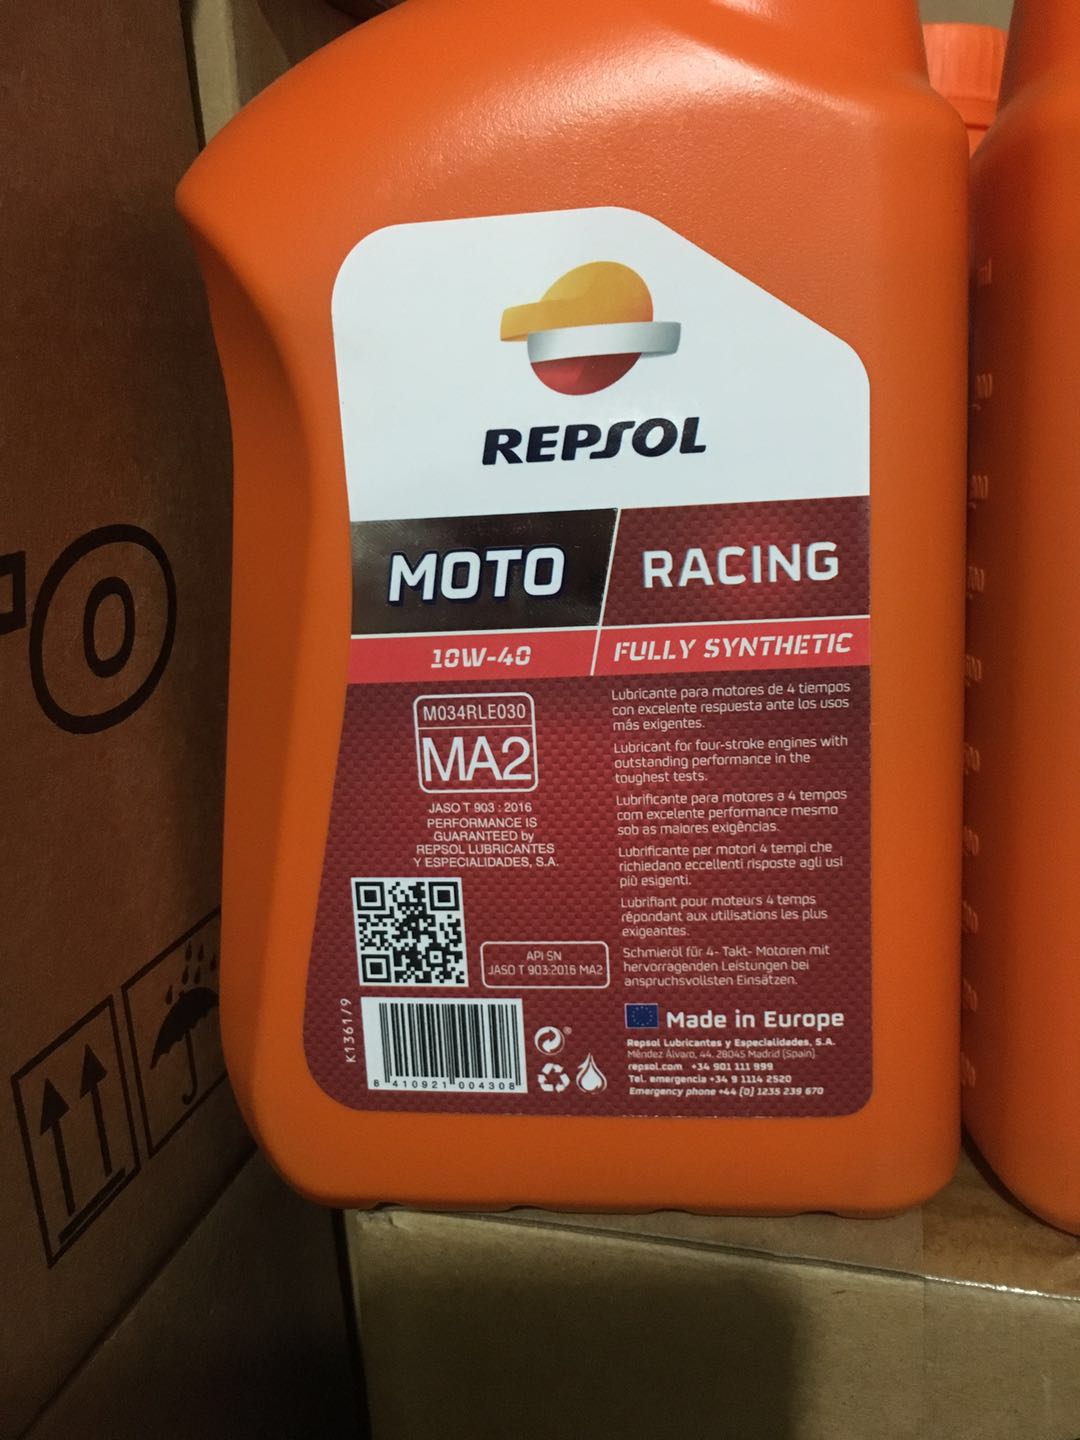 REPSOL
MOTO
RACING
10W-40
FULLY SYNTHETIC
M034RLE030
MA2
JASO T 903 : 2016
PERFORMANCE IS
GUARANTEED by
REPSOL LUBRICANTES
Y ESPECIALIDADES, S.A.
API SN
JASO T 903:2016 MA2
K1361/9
8 410921 004308
Lubricante para motores de 4 tiempos
con excelente respuesta ante los usos
más exigentes.
Lubricant for four-stroke engines with
outstanding performance in the
toughest tests.
Lubrificante para motores a 4 tempos
com excelente performance mesmo
sob as maiores exigências.
Lubrificante per motori 4 tempi che
richiedano eccellenti risposte agli usi
più esigenti.
Lubrifiant pour moteurs 4 temps
répondant aux utilisations les plus
exigeantes.
Schmieröl für 4- Takt- Motoren mit
hervorragenden Leistungen bei
anspruchsvollsten Einsätzen.
Made in Europe
Repsol Lubricantes y Especialidades, S.A.
Méndez Álvaro, 44. 28045 Madrid (Spain)
repsol.com +34 901 111 999
Tel. emergencia +34 9 1114 2520
Emergency phone +44 (0) 1235 239 670
TO